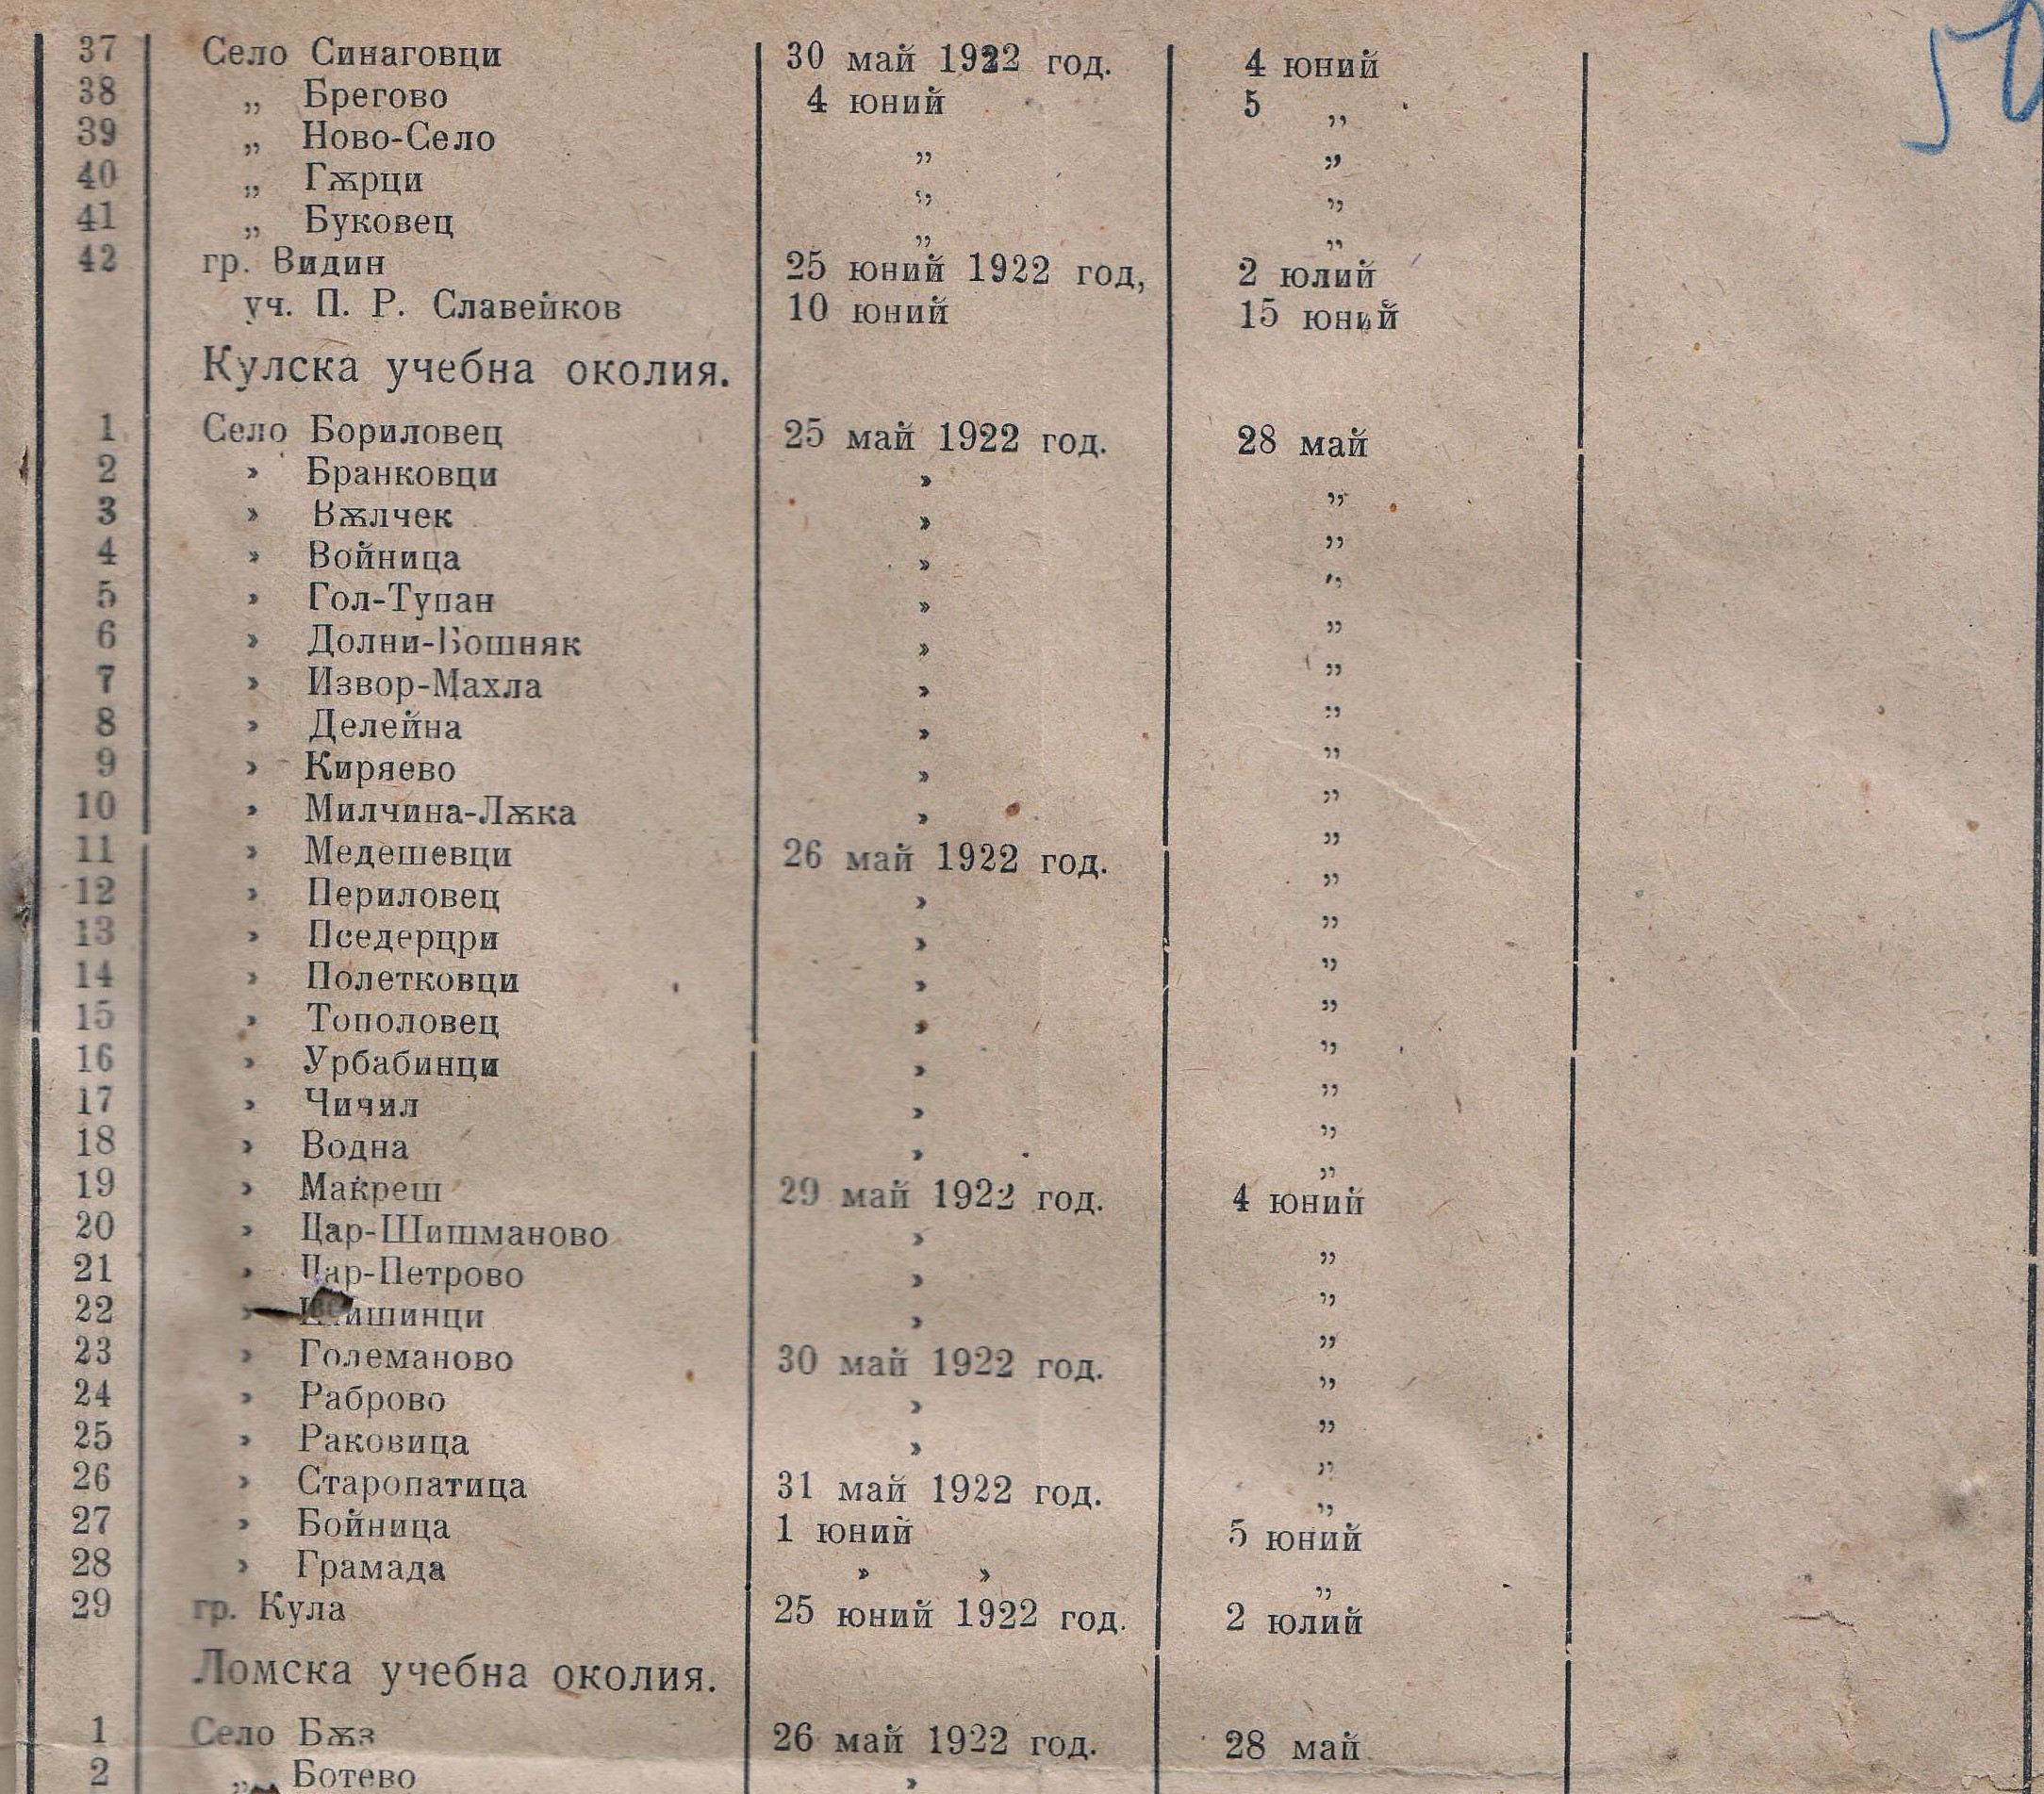 50
37 Село Синаговци 30 май 1922 год. 4 юний
38 „ Брегово 4 юний 5 „
39 „ Ново-Село „ „
40 „ Гѫрци „ „
41 „ Буковец „ „
42 гр. Видин 25 юний 1922 год, 2 юлий
уч. П. Р. Славейков 10 юний 15 юний
Кулска учебна околия.
1 Село Бориловец 25 май 1922 год. 28 май
2 » Бранковци » „
3 » Вѫлчек » „
4 » Войница » „
5 › Гол-Тупан » „
6 › Долни-Бошняк » „
7 › Извор-Махла › „
8 › Делейна › „
9 › Киряево » „
10 › Милчина-Лѫка › „
11 › Медешевци 26 май 1922 год. „
12 › Периловец › „
13 › Пседерцри › „
14 › Полетковци › „
15 › Тополовец › „
16 › Урбабинци › „
17 › Чичил › „
18 › Водна › „
19 › Макреш 29 май 1922 год. 4 юний
20 › Цар-Шишманово › „
21 › Цар-Петрово › „
22 › › „
23 › Големаново 30 май 1922 год. „
24 › Раброво › „
25 › Раковица › „
26 › Старопатица 31 май 1922 год. „
27 › Бойница 1 юний 5 юний
28 › Грамада » » „
29 гр. Кула 25 юний 1922 год. 2 юлий
Ломска учебна околия.
1 Село Бѫз 26 май 1922 год. 28 май
2 „ Ботево ›